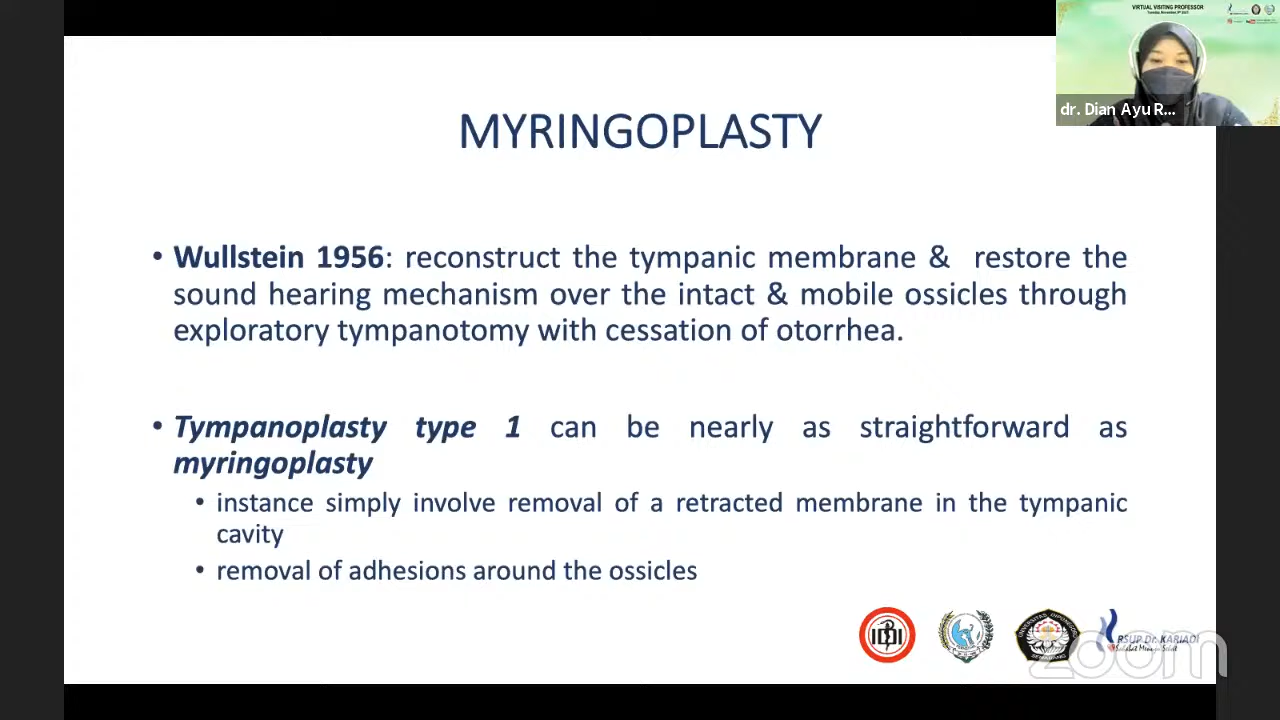 VIRTUAL VISITING PROFESSOR
dr. Dian Ayu R...
MYRINGOPLASTY
• Wullstein 1956: reconstruct the tympanic membrane & restore the
sound hearing mechanism over the intact & mobile ossicles through
exploratory tympanotomy with cessation of otorrhea.
• Tympanoplasty type 1 can be nearly as straightforward as
myringoplasty
• instance simply involve removal of a retracted membrane in the tympanic
cavity
• removal of adhesions around the ossicles
RSUP Dr. KARIADI
zoom